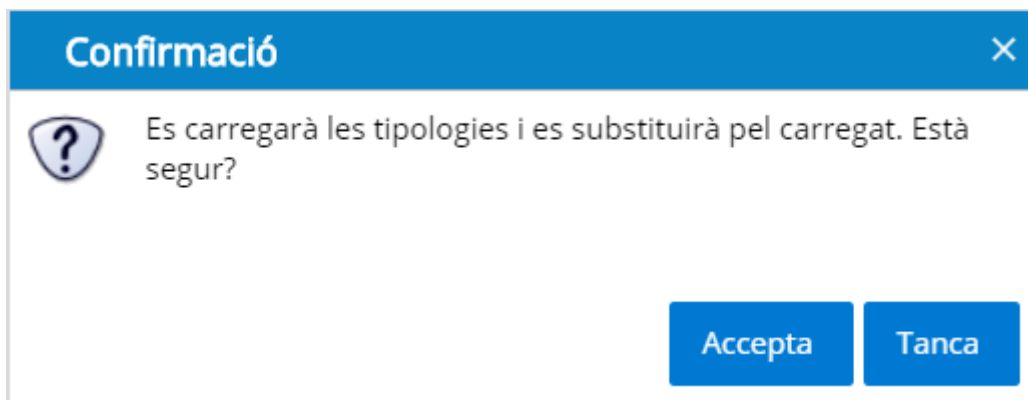 Confirmació
Es carregarà les tipologies i es substituirà pel carregat. Està
segur?
Accepta
Tanca